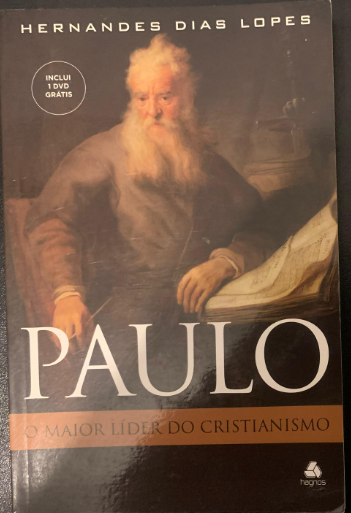 HERNANDES DIAS LOPES
INCLUI
1 DVD
GRÁTIS
PAULO
O MAIOR LÍDER DO CRISTIANISMO
hagnos